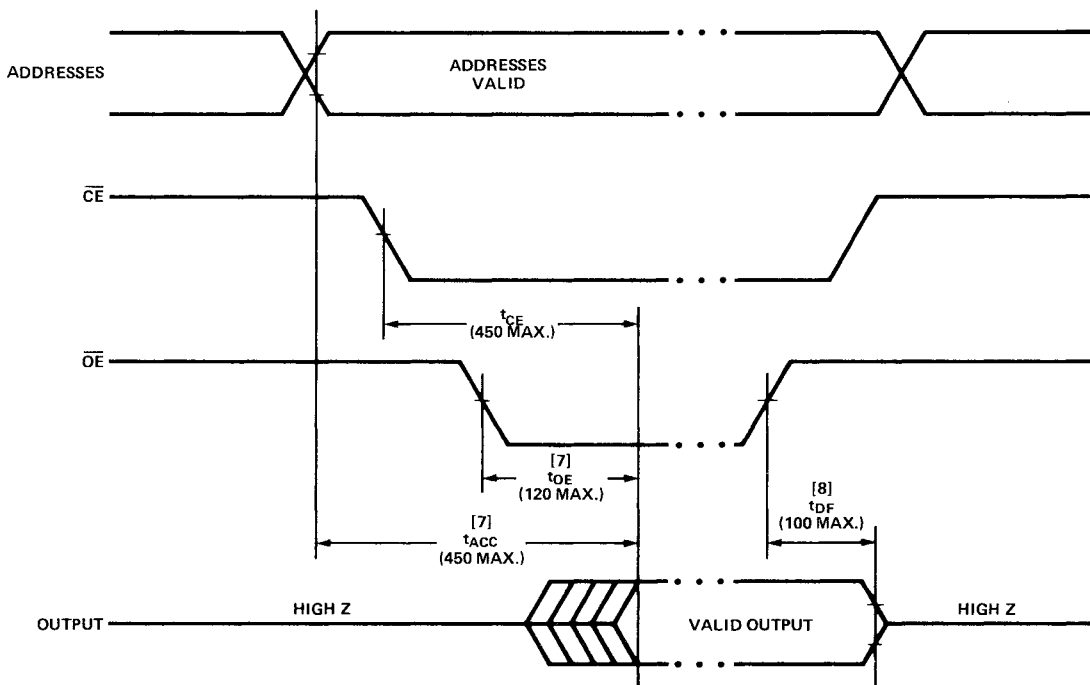 ADDRESSES
ADDRESSES
VALID
CE
tCE
(450 MAX.)
OE
[7]
tOE
(120 MAX.)
[8]
tDF
(100 MAX.)
[7]
tACC
(450 MAX.)
OUTPUT
HIGH Z
VALID OUTPUT
HIGH Z